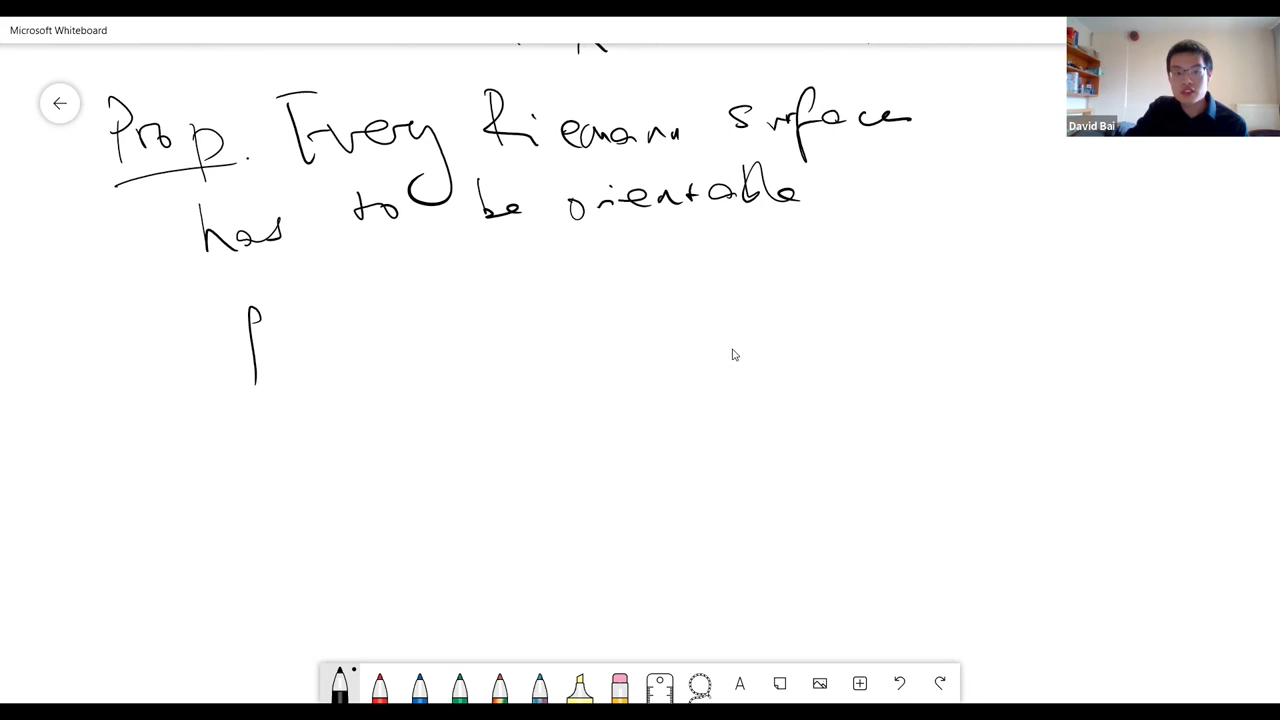 Microsoft Whiteboard
David Bai
Prop. Every Riemann surface
has to be orientable
P
A